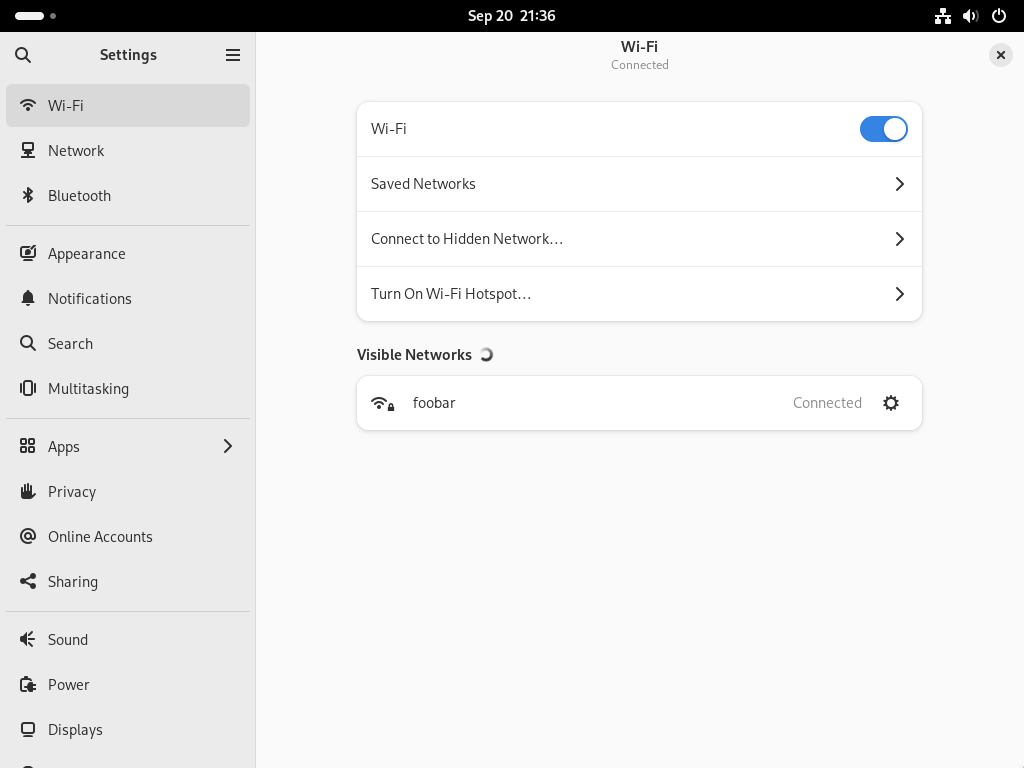 Sep 20 21:36
Settings
Wi-Fi
Connected
Wi-Fi
Network
Bluetooth
Appearance
Notifications
Search
Multitasking
Apps
Privacy
Online Accounts
Sharing
Sound
Power
Displays
Wi-Fi
Saved Networks
Connect to Hidden Network…
Turn On Wi-Fi Hotspot…
Visible Networks
foobar Connected